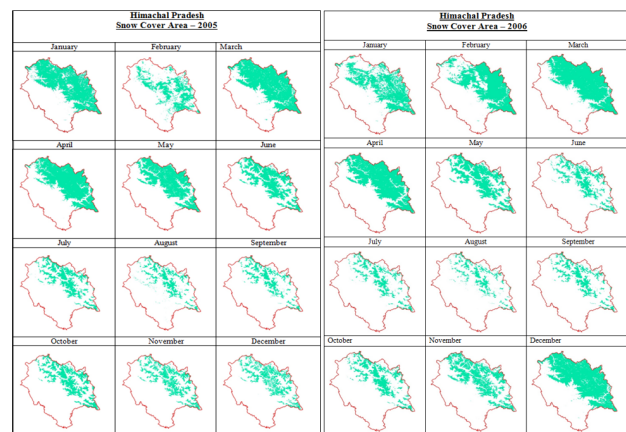 Himachal Pradesh
Snow Cover Area – 2005
January February March
April May June
July August September
October November December
Himachal Pradesh
Snow Cover Area – 2006
January February March
April May June
July August September
October November December